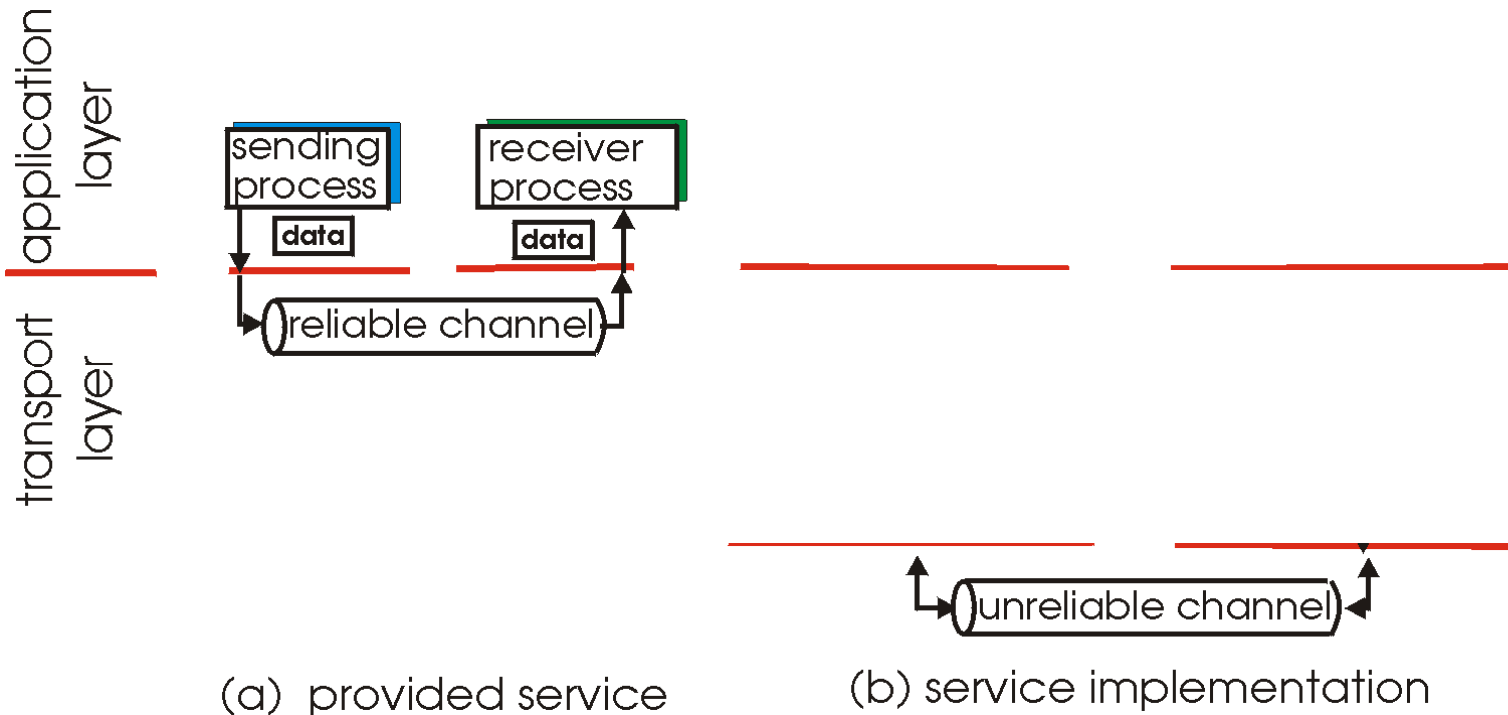 application
layer
transport
layer
sending
process
receiver
process
data
data
reliable channel
unreliable channel
(a) provided service
(b) service implementation